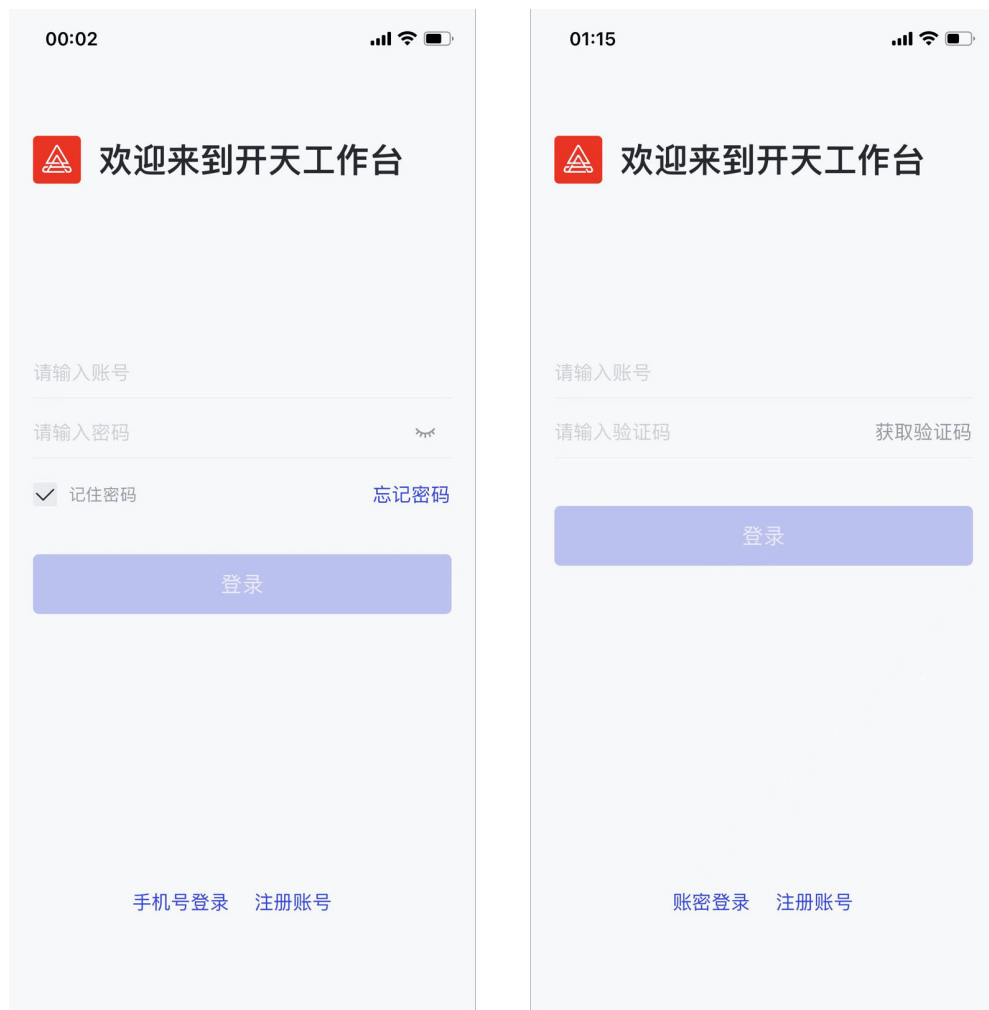 00:02
欢迎来到开天工作台
请输入账号
请输入密码
记住密码 忘记密码
登录
手机号登录 注册账号
01:15
欢迎来到开天工作台
请输入账号
请输入验证码 获取验证码
登录
账密登录 注册账号